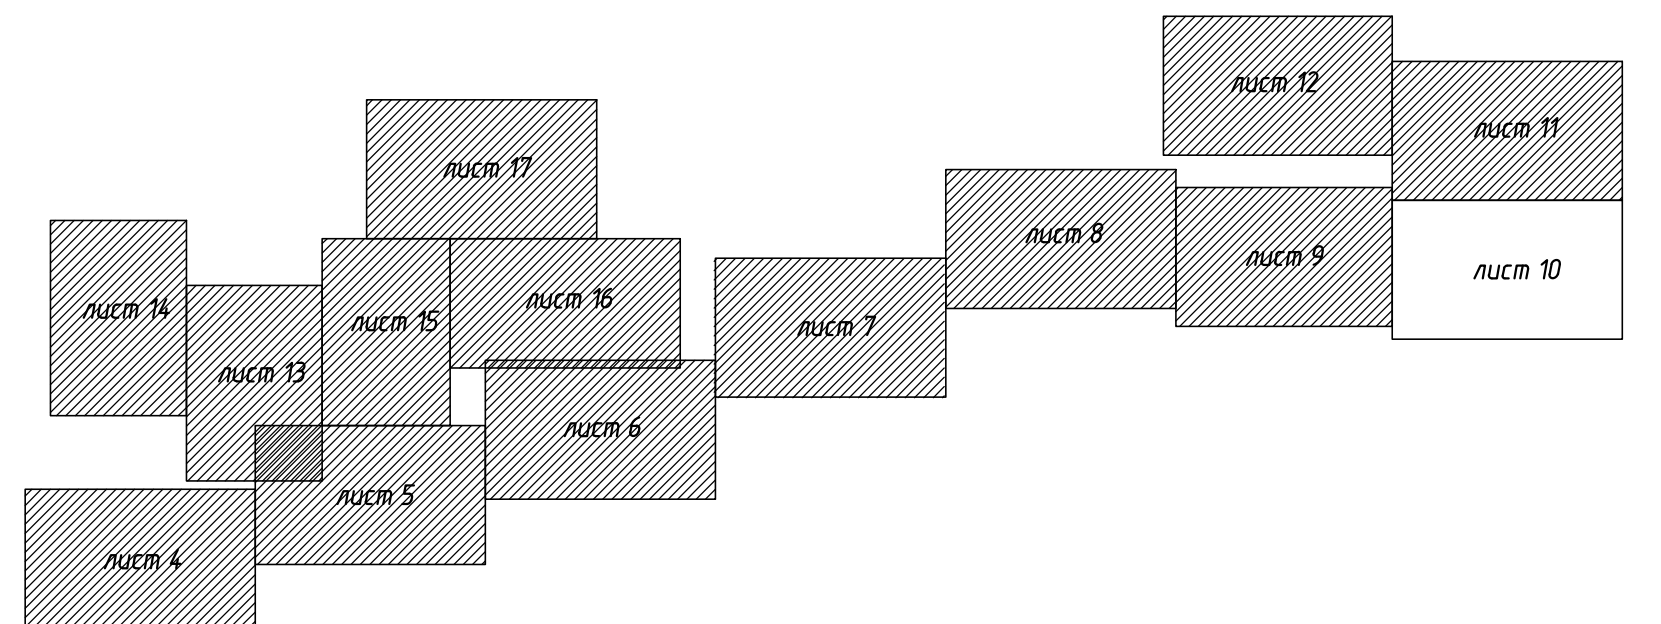 лист 12
лист 11
лист 17
лист 8
лист 9
лист 10
лист 14
лист 16
лист 15
лист 7
лист 13
лист 6
лист 5
лист 4